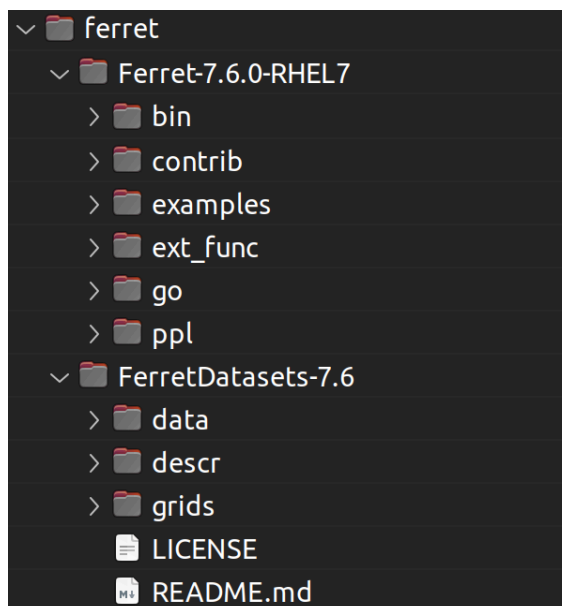 ferret
Ferret-7.6.0-RHEL7
bin
contrib
examples
ext_func
go
ppl
FerretDatasets-7.6
data
descr
grids
LICENSE
README.md